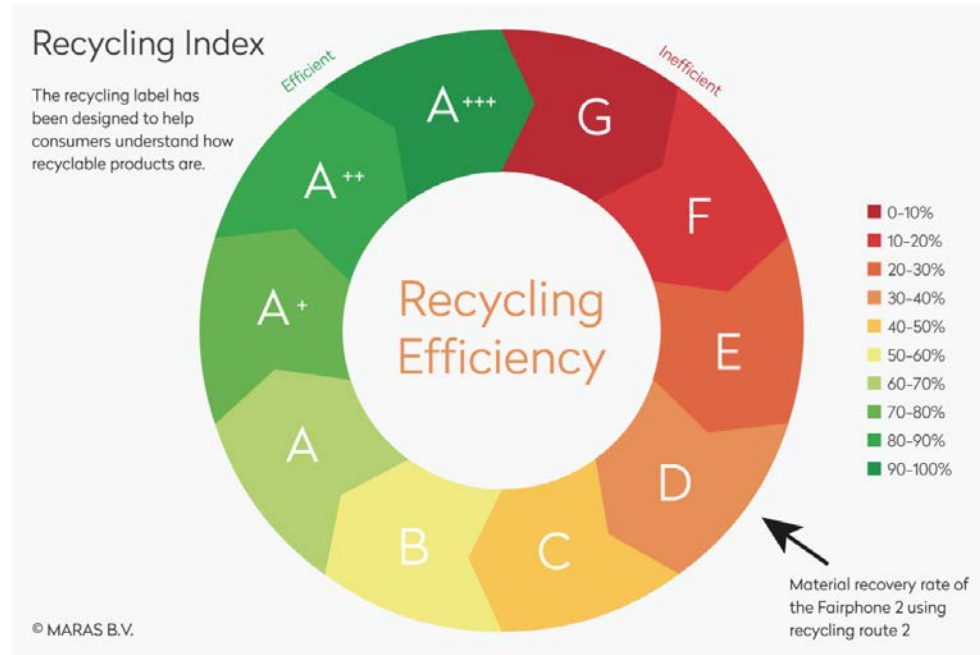 Recycling Index
The recycling label has
been designed to help
consumers understand how
recyclable products are.
Efficient
Inefficient
A+++
G
A++
F
A+
E
A
D
B
C
Recycling
Efficiency
0-10%
10-20%
20-30%
30-40%
40-50%
50-60%
60-70%
70-80%
80-90%
90-100%
Material recovery rate of
the Fairphone 2 using
recycling route 2
© MARAS B.V.